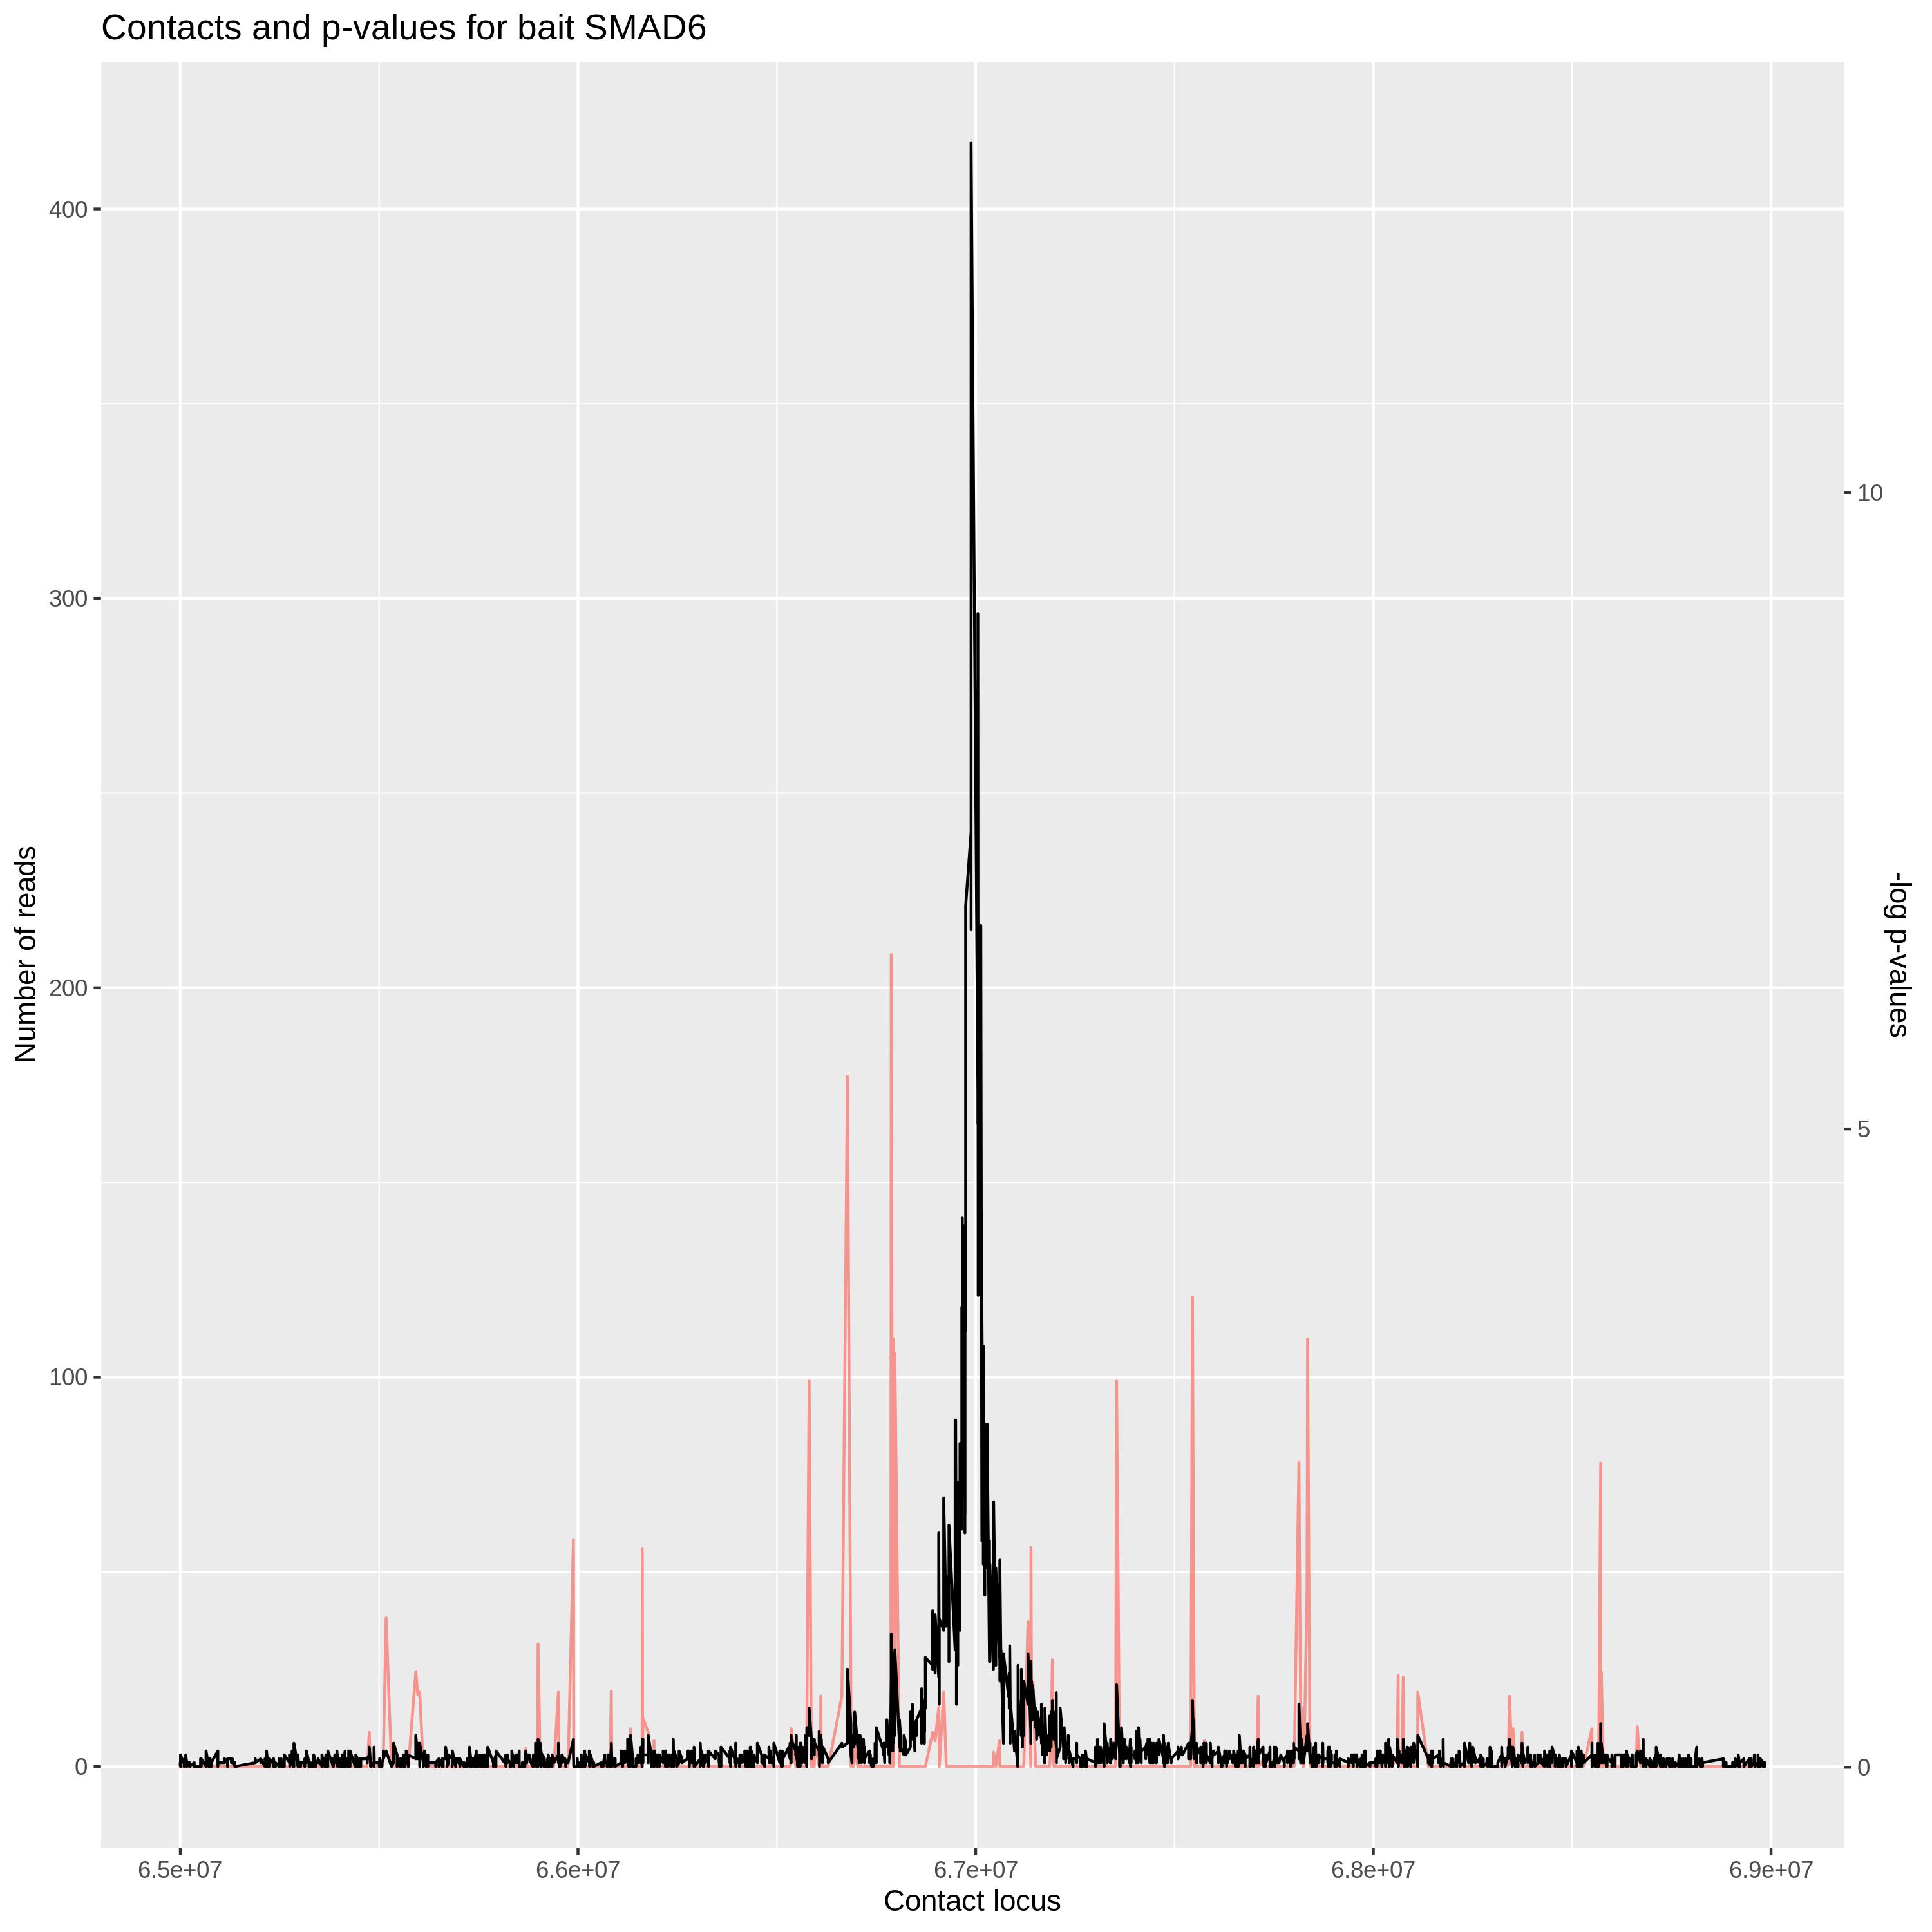 Contacts and p-values for bait SMAD6
400
300
200
100
0
Number of reads
10
5
0
-log p-values
6.5e+07
6.6e+07
6.7e+07
6.8e+07
6.9e+07
Contact locus